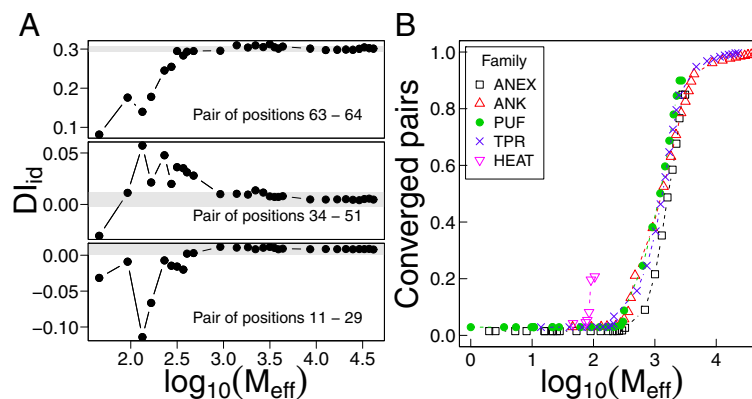 A
0.3
0.2
0.1
Pair of positions 63 – 64
0.05
0.00
Pair of positions 34 – 51
0.00
−0.05
−0.10
Pair of positions 11 – 29
DI_id
2.0 2.5 3.0 3.5 4.0 4.5
log10(Meff)
B
1.0
0.8
0.6
0.4
0.2
0.0
Converged pairs
Family
ANEX
ANK
PUF
TPR
HEAT
0 1 2 3 4
log10(Meff)